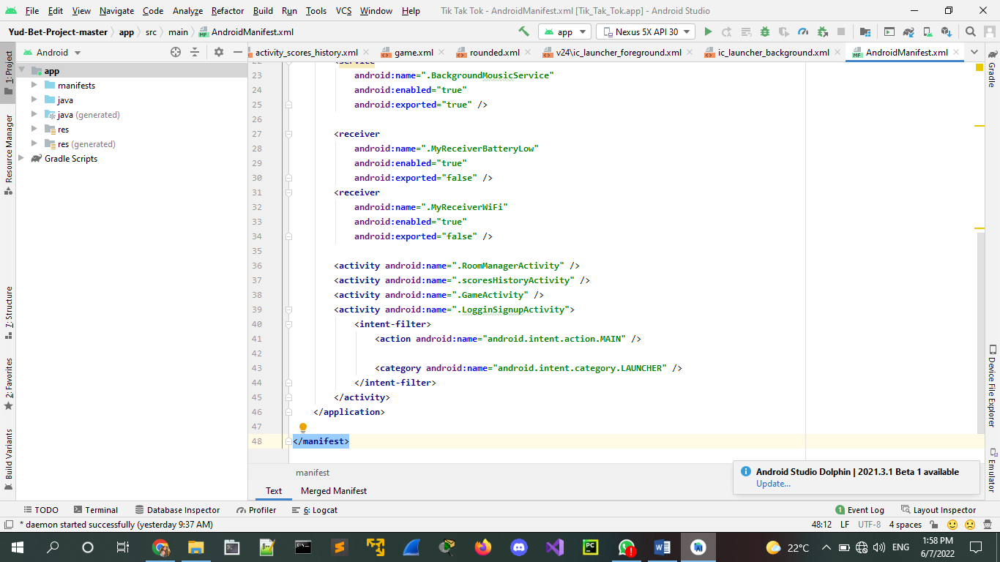 File Edit View Navigate Code Analyze Refactor Build Run Tools VCS Window Help Tik Tak Tok - AndroidManifest.xml [Tik_Tak_Tok.app] - Android Studio
Yud-Bet-Project-master app src main AndroidManifest.xml app Nexus 5X API 30
Android activity_scores_history.xml game.xml rounded.xml v24\ic_launcher_foreground.xml ic_launcher_background.xml AndroidManifest.xml
1: Project
Resource Manager
7: Structure
2: Favorites
Build Variants
app
manifests
java
java (generated)
res
res (generated)
Gradle Scripts
22 <service
23 android:name=".BackgroundMousicService"
24 android:enabled="true"
25 android:exported="true" />
26
27 <receiver
28 android:name=".MyReceiverBatteryLow"
29 android:enabled="true"
30 android:exported="false" />
31 <receiver
32 android:name=".MyReceiverWiFi"
33 android:enabled="true"
34 android:exported="false" />
35
36 <activity android:name=".RoomManagerActivity" />
37 <activity android:name=".scoresHistoryActivity" />
38 <activity android:name=".GameActivity" />
39 <activity android:name=".LogginSignupActivity">
40 <intent-filter>
41 <action android:name="android.intent.action.MAIN" />
42
43 <category android:name="android.intent.category.LAUNCHER" />
44 </intent-filter>
45 </activity>
46 </application>
47
48 </manifest>
Gradle
Device File Explorer
Emulator
manifest
Text Merged Manifest
Android Studio Dolphin | 2021.3.1 Beta 1 available
Update...
TODO Terminal Database Inspector Profiler 6: Logcat 1 Event Log Layout Inspector
* daemon started successfully (yesterday 9:37 AM) 48:12 LF UTF-8 4 spaces
22°C ENG 1:58 PM
6/7/2022